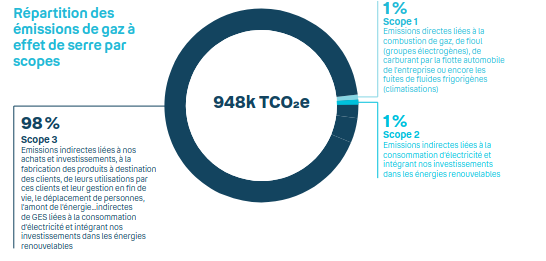 Répartition des
émissions de gaz à
effet de serre par
scopes
948k TCO₂e
1%
Scope 1
Émissions directes liées à la
combustion de gaz, de fioul
(groupes électrogènes), de
carburant par la flotte automobile
de l'entreprise ou encore les
fuites de fluides frigorigènes
(climatisations)
1%
Scope 2
Émissions indirectes liées à la
consommation d'électricité et
intégrant nos investissements
dans les énergies renouvelables
98%
Scope 3
Émissions indirectes liées à nos
achats et investissements, à la
fabrication des produits à destination
des clients, de leurs utilisations par
ces clients et leur gestion en fin de
vie, le déplacement de personnes,
l'amont de l'énergie...indirectes
de GES liées à la consommation
d'électricité et intégrant nos
investissements dans les énergies
renouvelables